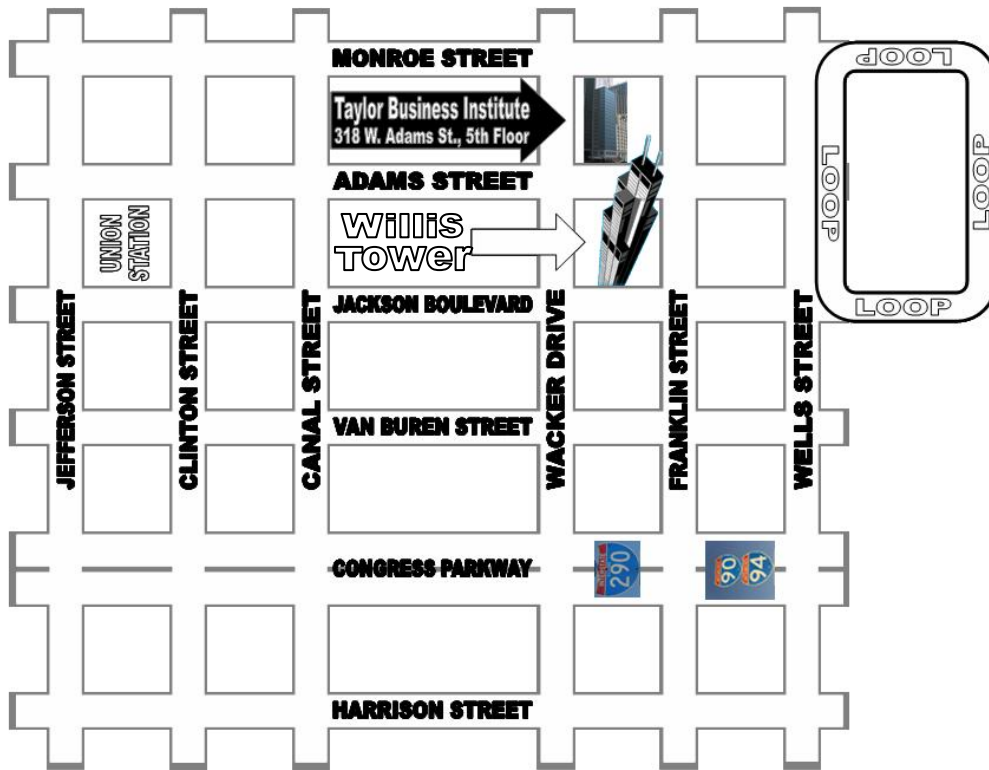 MONROE STREET
LOOP
Taylor Business Institute
318 W. Adams St., 5th Floor
ADAMS STREET
LOOP
LOOP
UNION
STATION
Willis
Tower
JACKSON BOULEVARD
LOOP
JEFFERSON STREET
CLINTON STREET
CANAL STREET
WACKER DRIVE
FRANKLIN STREET
WELLS STREET
VAN BUREN STREET
CONGRESS PARKWAY
290
90
94
HARRISON STREET